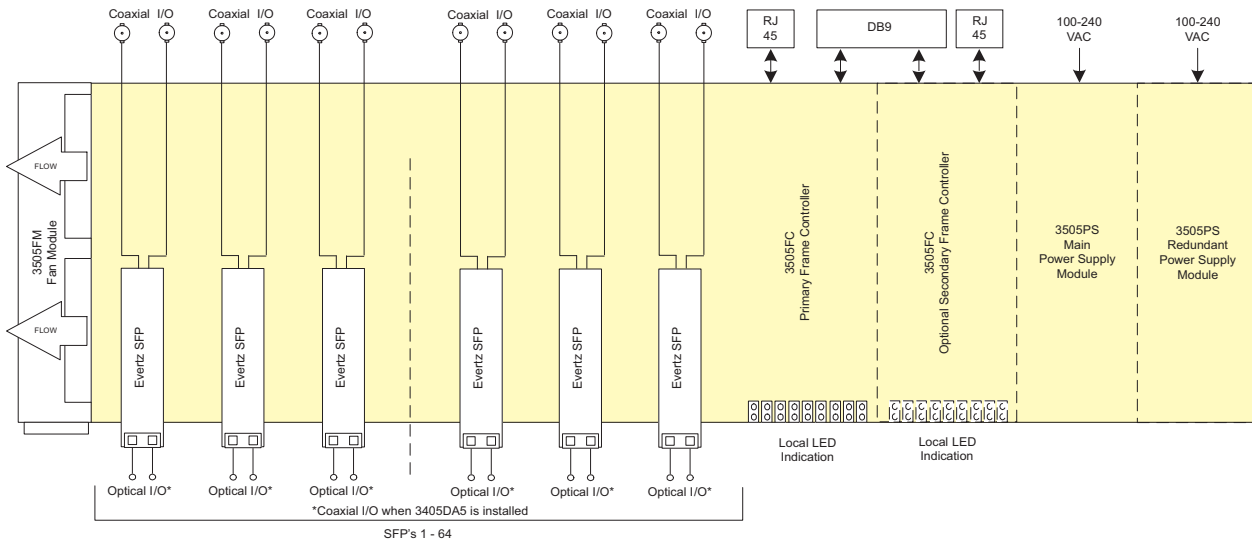 Coaxial I/O
Coaxial I/O
Coaxial I/O
Coaxial I/O
Coaxial I/O
Coaxial I/O
RJ
45
DB9
RJ
45
100-240
VAC
100-240
VAC
FLOW
FLOW
3505FM
Fan Module
Evertz SFP
Evertz SFP
Evertz SFP
Evertz SFP
Evertz SFP
Evertz SFP
3505FC
Primary Frame Controller
3505FC
Optional Secondary Frame Controller
3505PS
Main
Power Supply
Module
3505PS
Redundant
Power Supply
Module
Local LED
Indication
Local LED
Indication
Optical I/O*
Optical I/O*
Optical I/O*
Optical I/O*
Optical I/O*
Optical I/O*
*Coaxial I/O when 3405DA5 is installed
SFP's 1 - 64